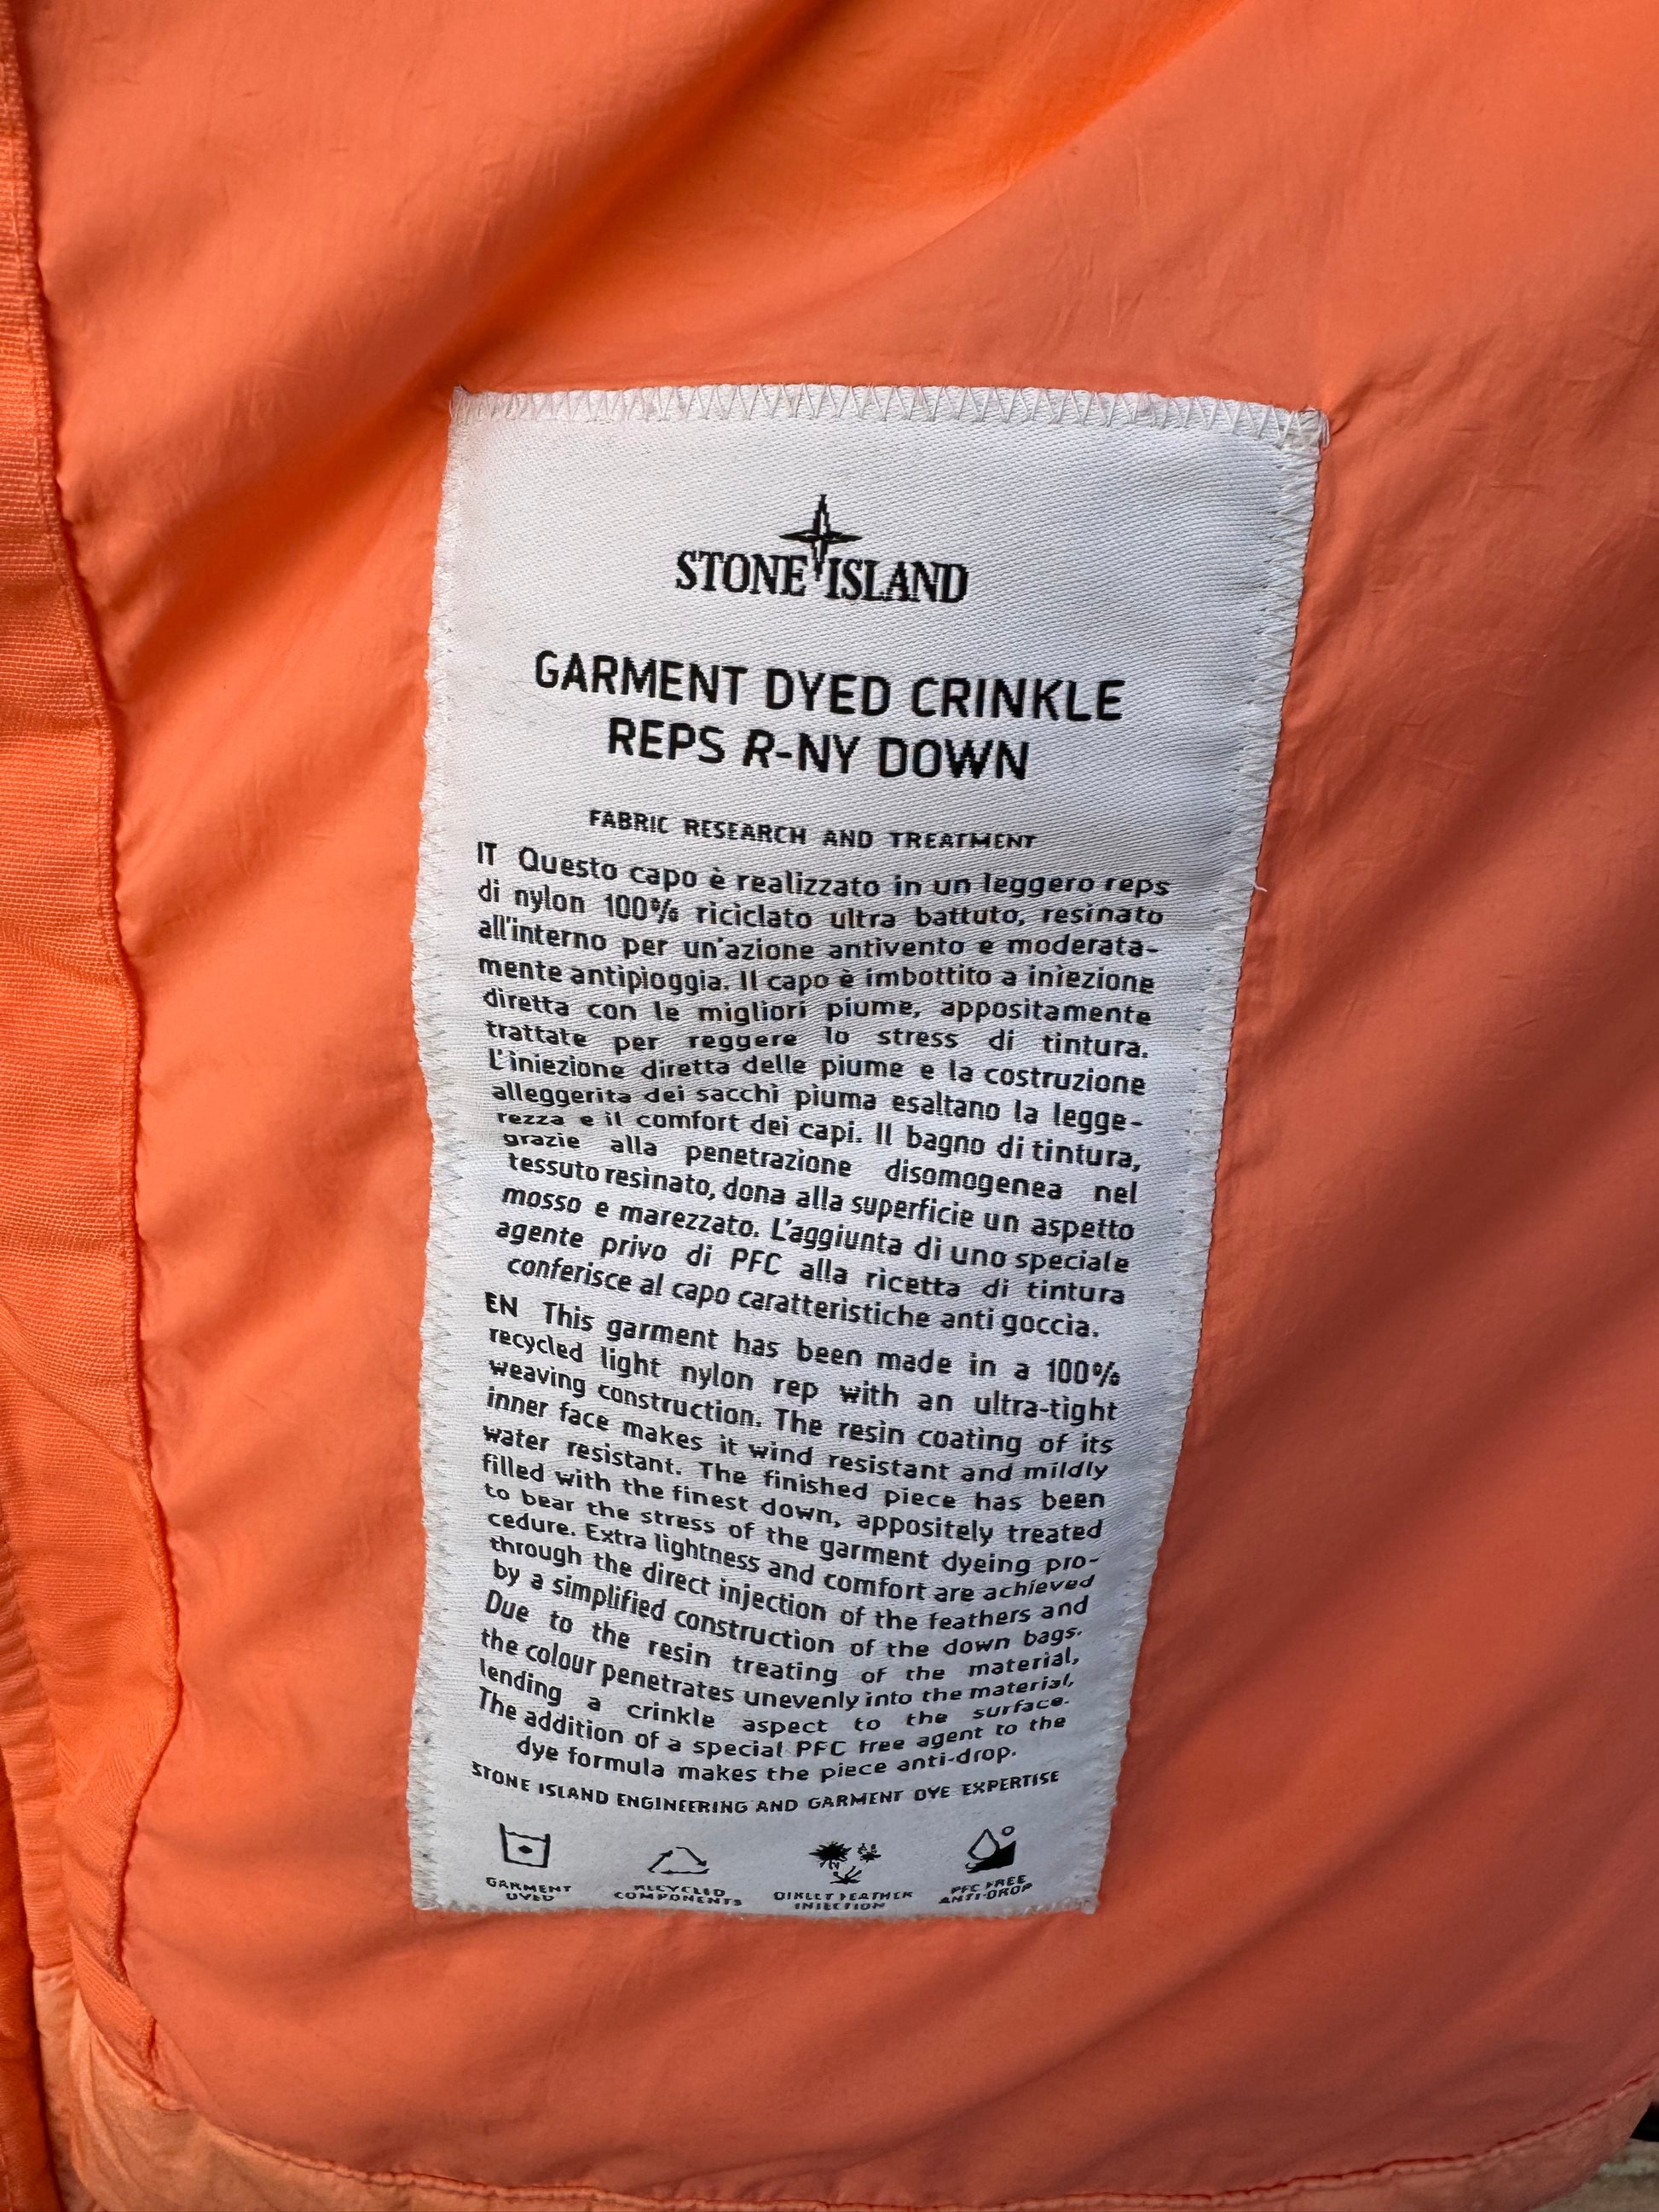 STONE ISLAND
GARMENT DYED CRINKLE
REPS R-NY DOWN
FABRIC RESEARCH AND TREATMENT
IT Questo capo è realizzato in un leggero reps
di nylon 100% riciclato ultra battuto, resinato
all'interno per un'azione antivento e moderata-
mente antipioggia. Il capo è imbottito a iniezione
diretta con le migliori piume, appositamente
trattate per reggere lo stress di tintura.
L'iniezione diretta delle piume e la costruzione
alleggerita dei sacchi piuma esaltano la legge-
rezza e il comfort dei capi. Il bagno di tintura,
grazie alla penetrazione disomogenea nel
tessuto resinato, dona alla superficie un aspetto
mosso e marezzato. L'aggiunta di uno speciale
agente privo di PFC alla ricetta di tintura
conferisce al capo caratteristiche anti goccia.
EN This garment has been made in a 100%
recycled light nylon rep with an ultra-tight
weaving construction. The resin coating of its
inner face makes it wind resistant and mildly
water resistant. The finished piece has been
filled with the finest down, appositely treated
to bear the stress of the garment dyeing pro-
cedure. Extra lightness and comfort are achieved
through the direct injection of the feathers and
by a simplified construction of the down bags.
Due to the resin treating of the material,
the colour penetrates unevenly into the material,
lending a crinkle aspect to the surface.
The addition of a special PFC free agent to the
dye formula makes the piece anti-drop.
STONE ISLAND ENGINEERING AND GARMENT DYE EXPERTISE
GARMENT
DYED
RECYCLED
COMPONENTS
DIRECT FEATHER
INJECTION
PFC FREE
ANTI-DROP